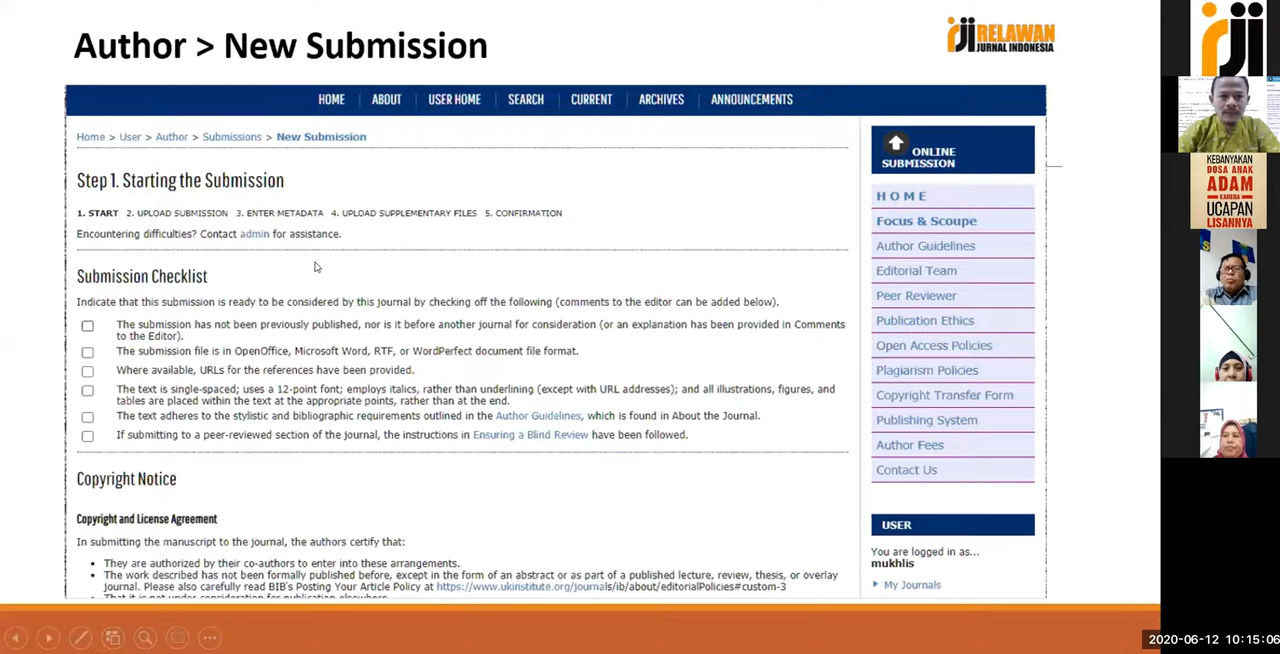 Author > New Submission
RELAWAN
JURNAL INDONESIA
HOME
ABOUT
USER HOME
SEARCH
CURRENT
ARCHIVES
ANNOUNCEMENTS
Home > User > Author > Submissions > New Submission
Step 1. Starting the Submission
1. START 2. UPLOAD SUBMISSION 3. ENTER METADATA 4. UPLOAD SUPPLEMENTARY FILES 5. CONFIRMATION
Encountering difficulties? Contact admin for assistance.
Submission Checklist
Indicate that this submission is ready to be considered by this journal by checking off the following (comments to the editor can be added below).
The submission has not been previously published, nor is it before another journal for consideration (or an explanation has been provided in Comments
to the Editor).
The submission file is in OpenOffice, Microsoft Word, RTF, or WordPerfect document file format.
Where available, URLs for the references have been provided.
The text is single-spaced; uses a 12-point font; employs italics, rather than underlining (except with URL addresses); and all illustrations, figures, and
tables are placed within the text at the appropriate points, rather than at the end.
The text adheres to the stylistic and bibliographic requirements outlined in the Author Guidelines, which is found in About the Journal.
If submitting to a peer-reviewed section of the journal, the instructions in Ensuring a Blind Review have been followed.
Copyright Notice
Copyright and License Agreement
In submitting the manuscript to the journal, the authors certify that:
They are authorized by their co-authors to enter into these arrangements.
The work described has not been formally published before, except in the form of an abstract or as part of a published lecture, review, thesis, or overlay
journal. Please also carefully read BIB's Posting Your Article Policy at https://www.ukinstitute.org/journals/ib/about/editorialPolicies#custom-3
That it is not under consideration for publication elsewhere
ONLINE
SUBMISSION
HOME
Focus & Scoupe
Author Guidelines
Editorial Team
Peer Reviewer
Publication Ethics
Open Access Policies
Plagiarism Policies
Copyright Transfer Form
Publishing System
Author Fees
Contact Us
USER
You are logged in as...
mukhlis
My Journals
rji
KEBANYAKAN
DOSA ANAK
ADAM
KARENA
UCAPAN
LISANNYA
2020-06-12 10:15:06